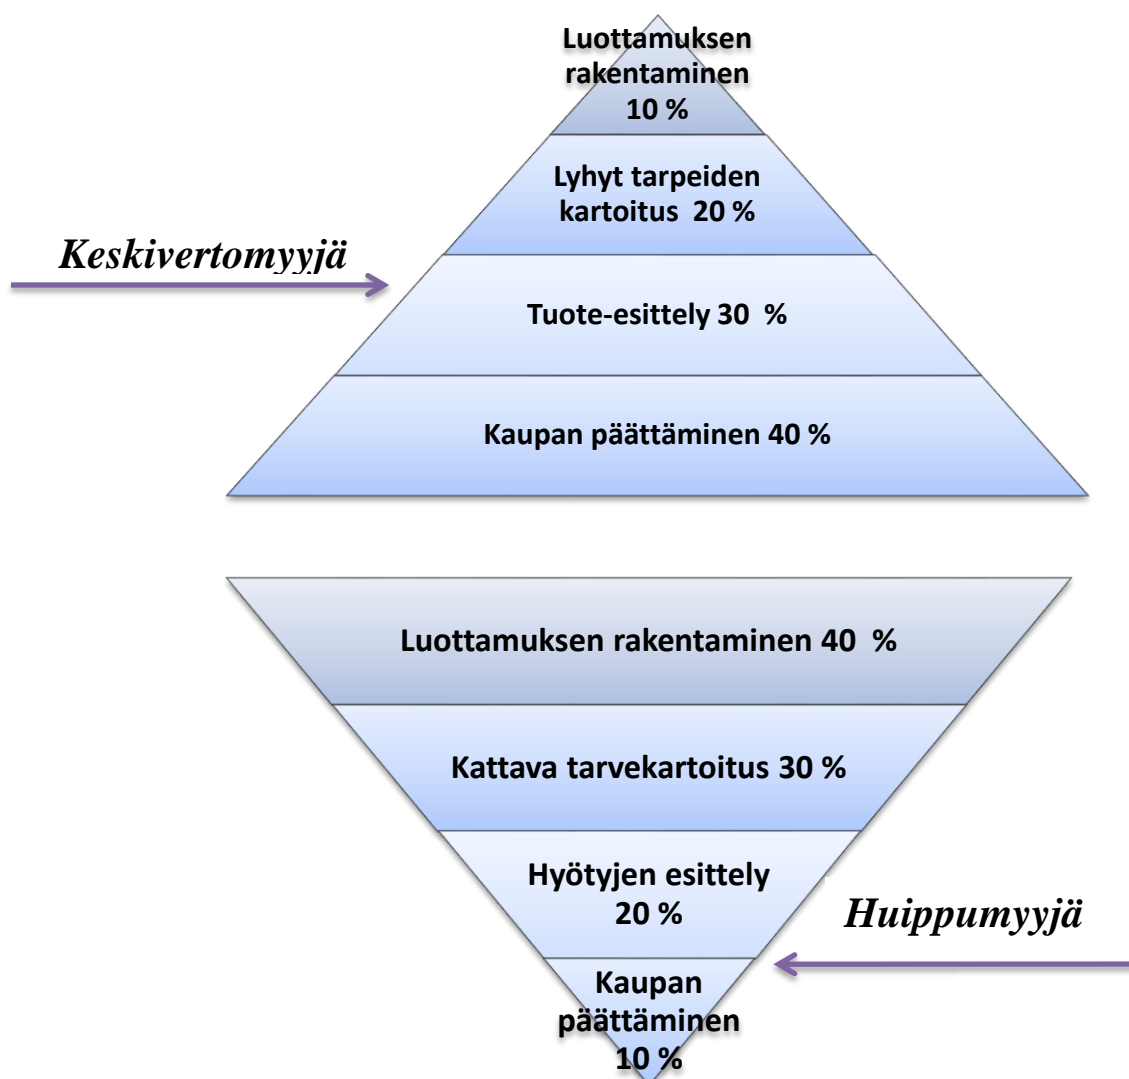 Luottamuksen
rakentaminen
10 %
Lyhyt tarpeiden
kartoitus 20 %
Keskivertomyyjä
Tuote-esittely 30 %
Kaupan päättäminen 40 %
Luottamuksen rakentaminen 40 %
Kattava tarvekartoitus 30 %
Hyötyjen esittely
20 %
Huippumyyjä
Kaupan
päättäminen
10 %